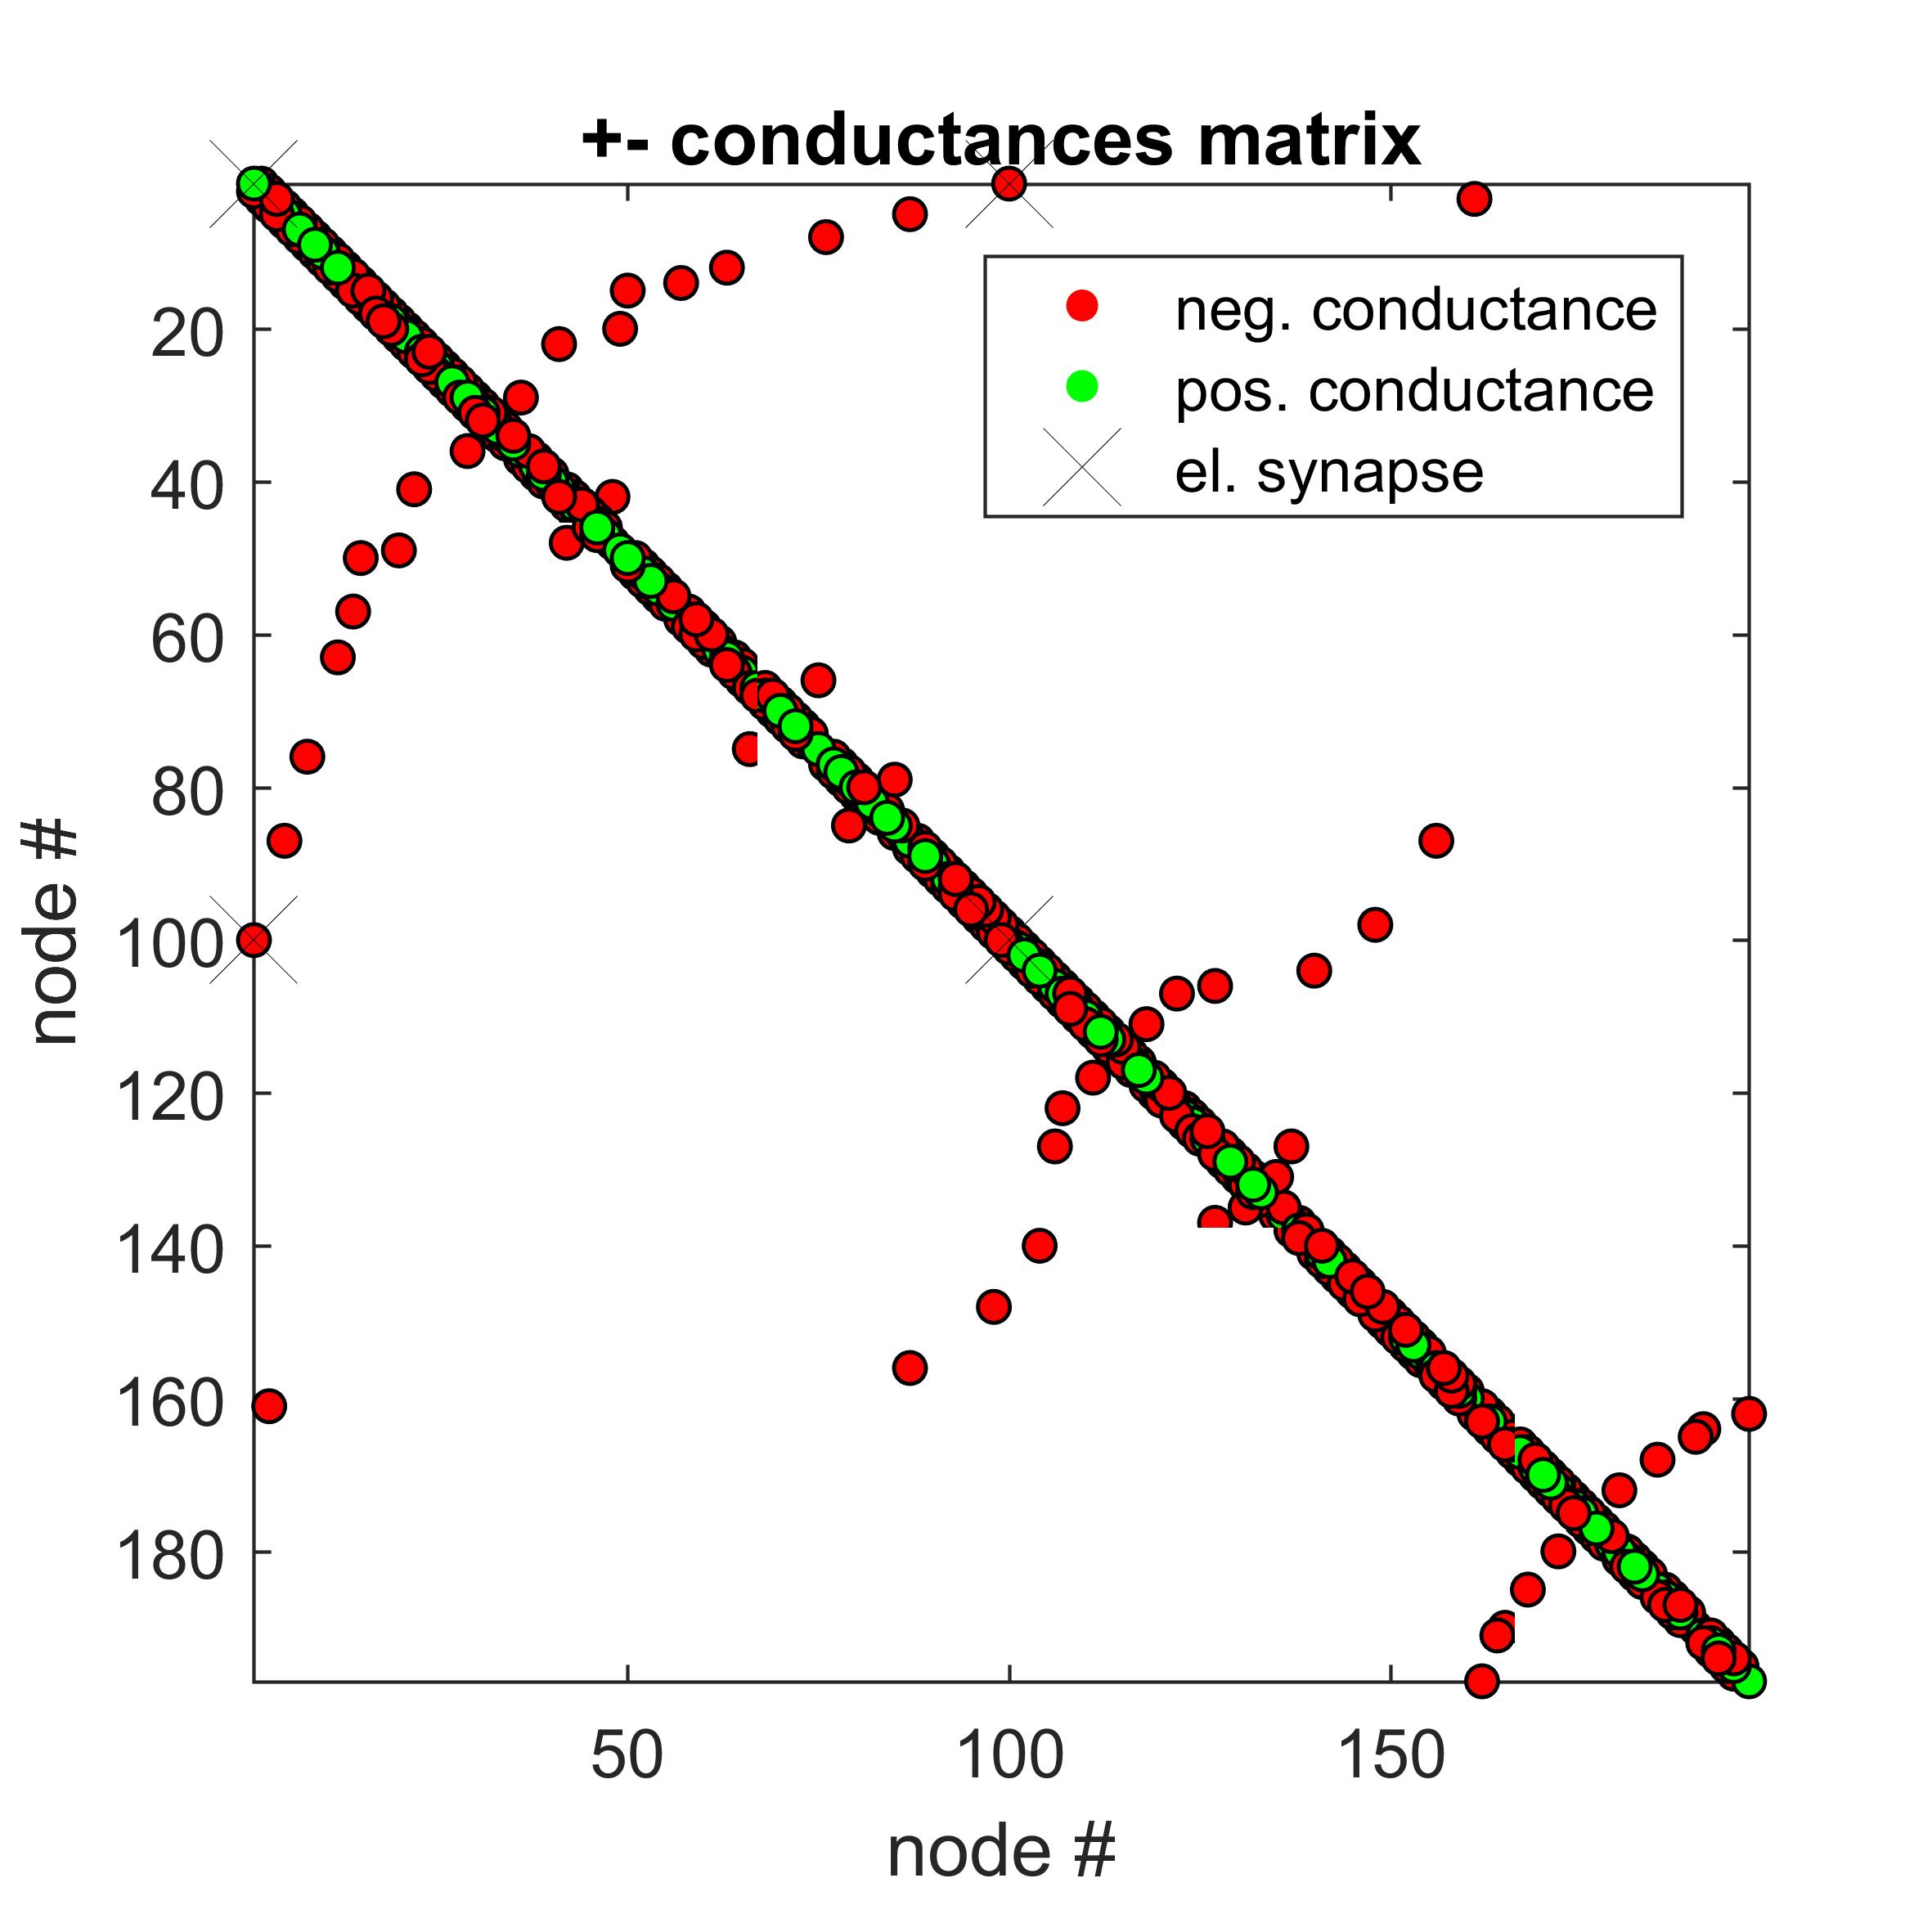 +- conductances matrix
neg. conductance
pos. conductance
el. synapse
20
40
60
80
100
120
140
160
180
node #
50
100
150
node #